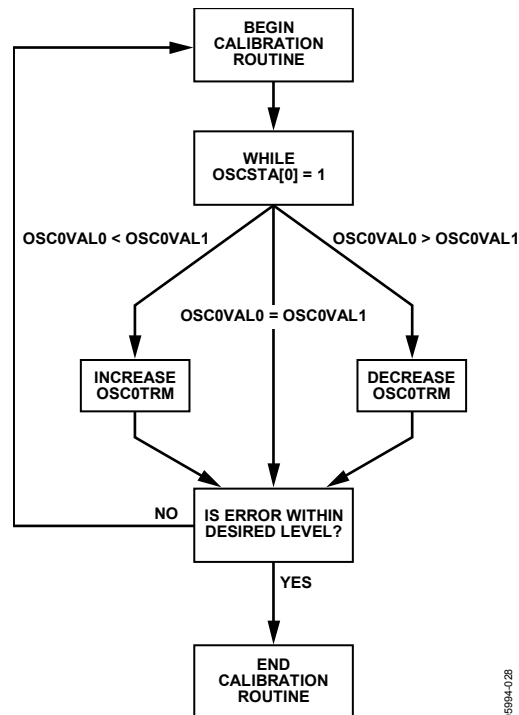 BEGIN
CALIBRATION
ROUTINE
WHILE
OSCSTA[0] = 1
OSC0VAL0 < OSC0VAL1
OSC0VAL0 > OSC0VAL1
OSC0VAL0 = OSC0VAL1
INCREASE
OSC0TRM
DECREASE
OSC0TRM
NO
IS ERROR WITHIN
DESIRED LEVEL?
YES
END
CALIBRATION
ROUTINE
05994-028